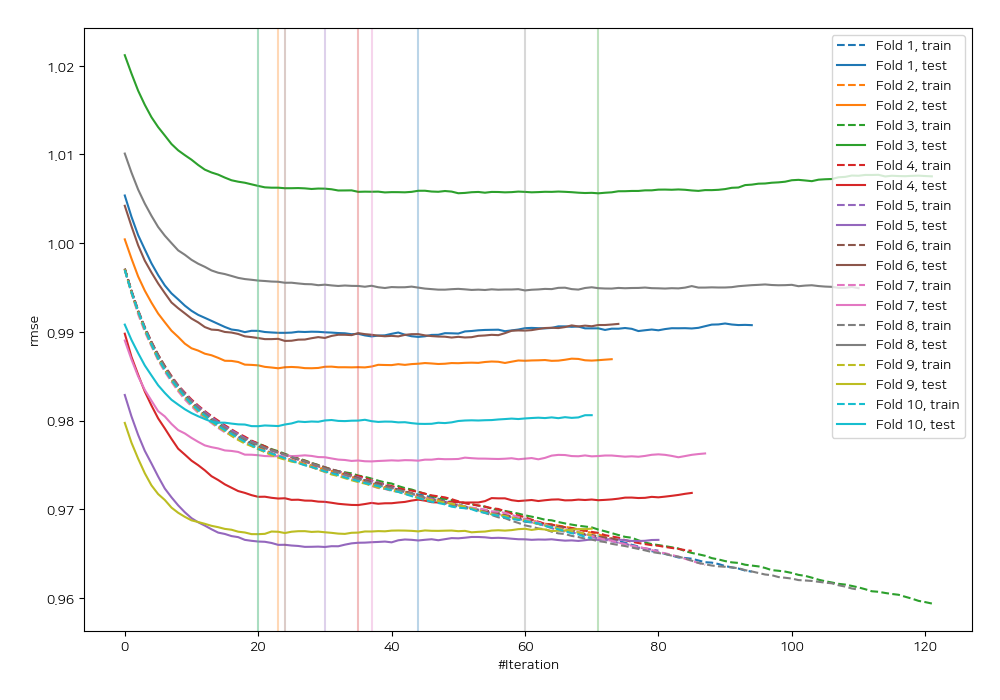 1,02
1,01
1,00
0,99
0,98
0,97
0,96
rmse
0
20
40
60
80
100
120
#Iteration
Fold 1, train
Fold 1, test
Fold 2, train
Fold 2, test
Fold 3, train
Fold 3, test
Fold 4, train
Fold 4, test
Fold 5, train
Fold 5, test
Fold 6, train
Fold 6, test
Fold 7, train
Fold 7, test
Fold 8, train
Fold 8, test
Fold 9, train
Fold 9, test
Fold 10, train
Fold 10, test